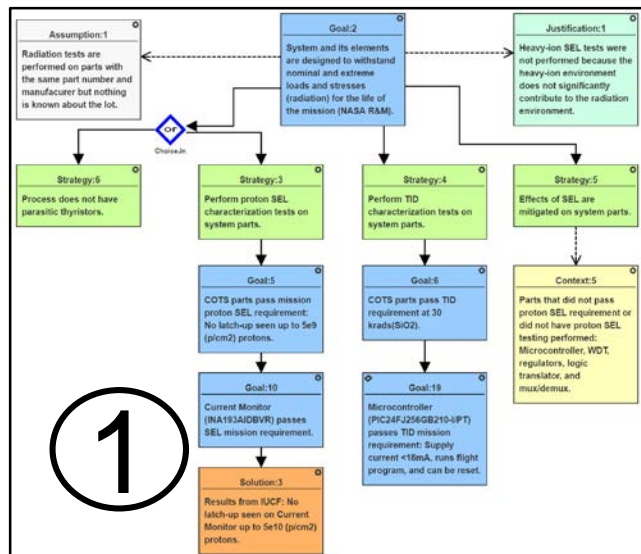 Assumption:1
Radiation tests are
performed on parts with
the same part number and
manufacurer but nothing
is known about the lot.
Goal:2
System and its elements
are designed to withstand
nominal and extreme
loads and stresses
(radiation) for the life of
the mission (NASA R&M).
Justification:1
Heavy-ion SEL tests were
not performed because the
heavy-ion environment
does not significantly
contribute to the radiation
environment.
or
ChoiceJn
Strategy:6
Process does not have
parasitic thyristors.
Strategy:3
Perform proton SEL
characterization tests on
system parts.
Strategy:4
Perform TID
characterization tests on
system parts.
Strategy:5
Effects of SEL are
mitigated on system parts.
Goal:5
COTS parts pass mission
proton SEL requirement:
No latch-up seen up to 5e9
(p/cm2) protons.
Goal:6
COTS parts pass TID
requirement at 30
krads(SiO2).
Context:5
Parts that did not pass
proton SEL requirement or
did not have proton SEL
testing performed:
Microcontroller, WDT,
regulators, logic
translator, and
mux/demux.
Goal:10
Current Monitor
(INA193AIDBVR) passes
SEL mission requirement.
Goal:19
Microcontroller
(PIC24FJ256GB210-I/PT)
passes TID mission
requirement: Supply
current <18mA, runs flight
program, and can be reset.
Solution:3
Results from IUCF: No
latch-up seen on Current
Monitor up to 5e10 (p/cm2)
protons.
1